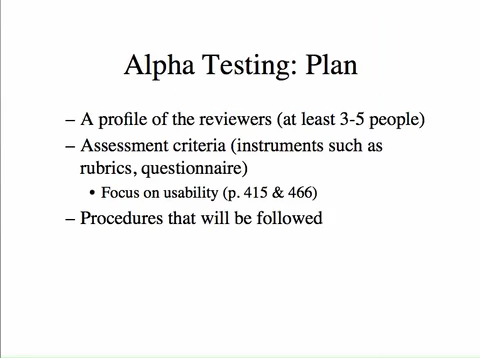 Alpha Testing: Plan
– A profile of the reviewers (at least 3-5 people)
– Assessment criteria (instruments such as
rubrics, questionnaire)
• Focus on usability (p. 415 & 466)
– Procedures that will be followed